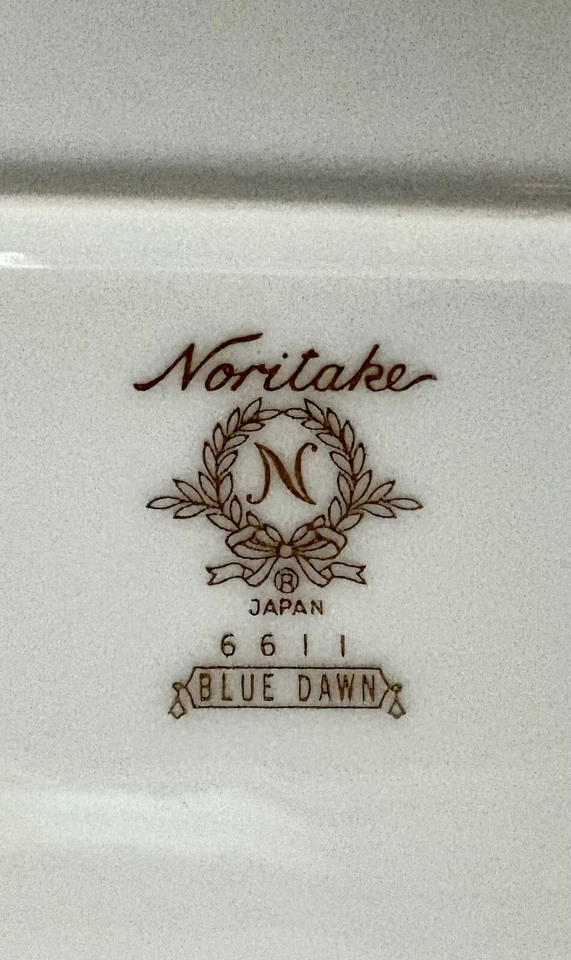 Noritake
N
®
JAPAN
6611
BLUE DAWN